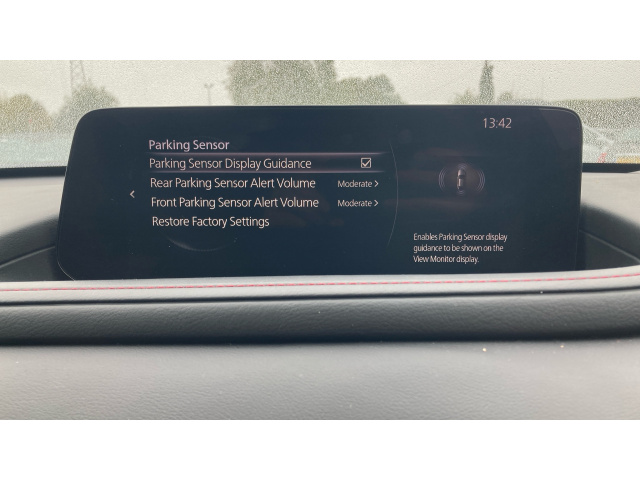 13:42
Parking Sensor
Parking Sensor Display Guidance
Rear Parking Sensor Alert Volume Moderate
Front Parking Sensor Alert Volume Moderate
Restore Factory Settings
Enables Parking Sensor display
guidance to be shown on the
View Monitor display.